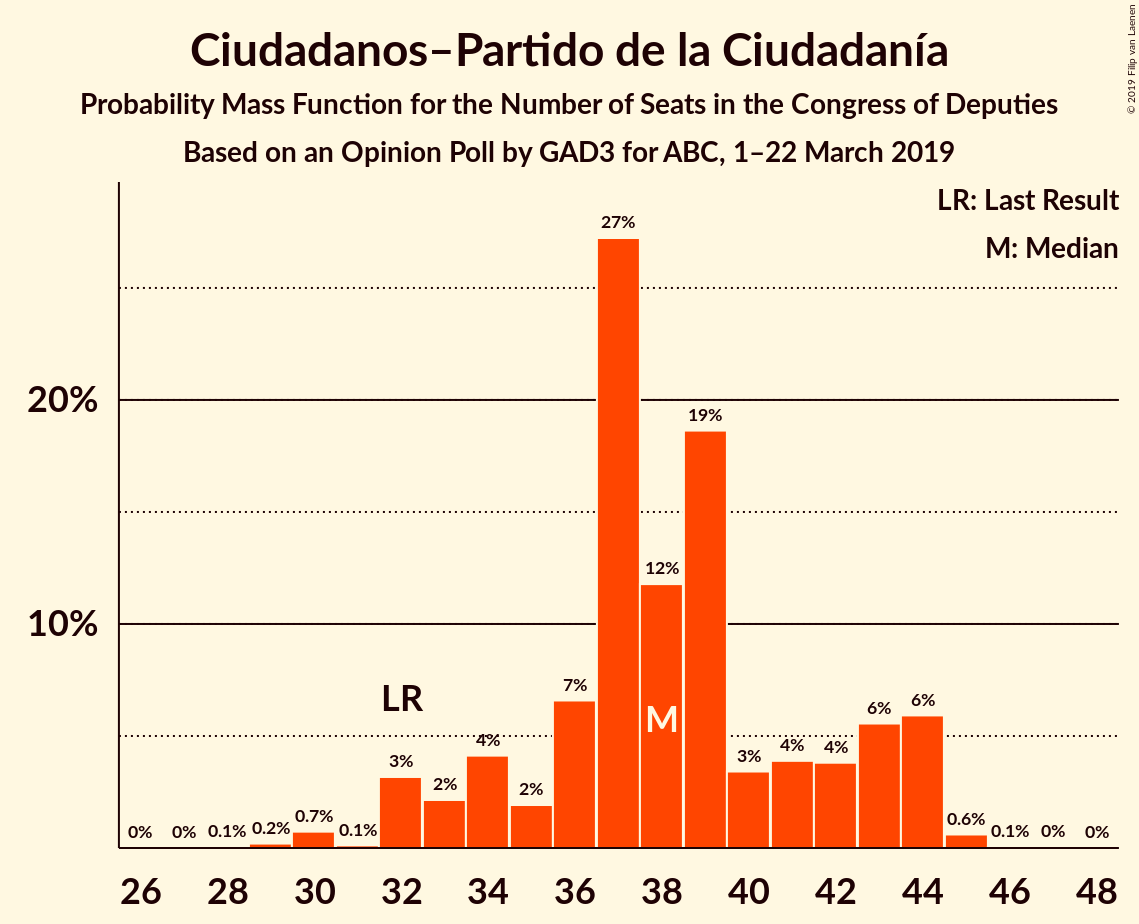 Ciudadanos–Partido de la Ciudadanía
Probability Mass Function for the Number of Seats in the Congress of Deputies
Based on an Opinion Poll by GAD3 for ABC, 1–22 March 2019
© 2019 Filip van Laenen
LR: Last Result
M: Median
27%
20%
19%
12%
10%
7%
LR
M
6%
6%
4%
3%
4%
4%
3%
2%
2%
0%
0%
0.1%
0.2%
0.7%
0.1%
0.6%
0.1%
0%
0%
26 28 30 32 34 36 38 40 42 44 46 48